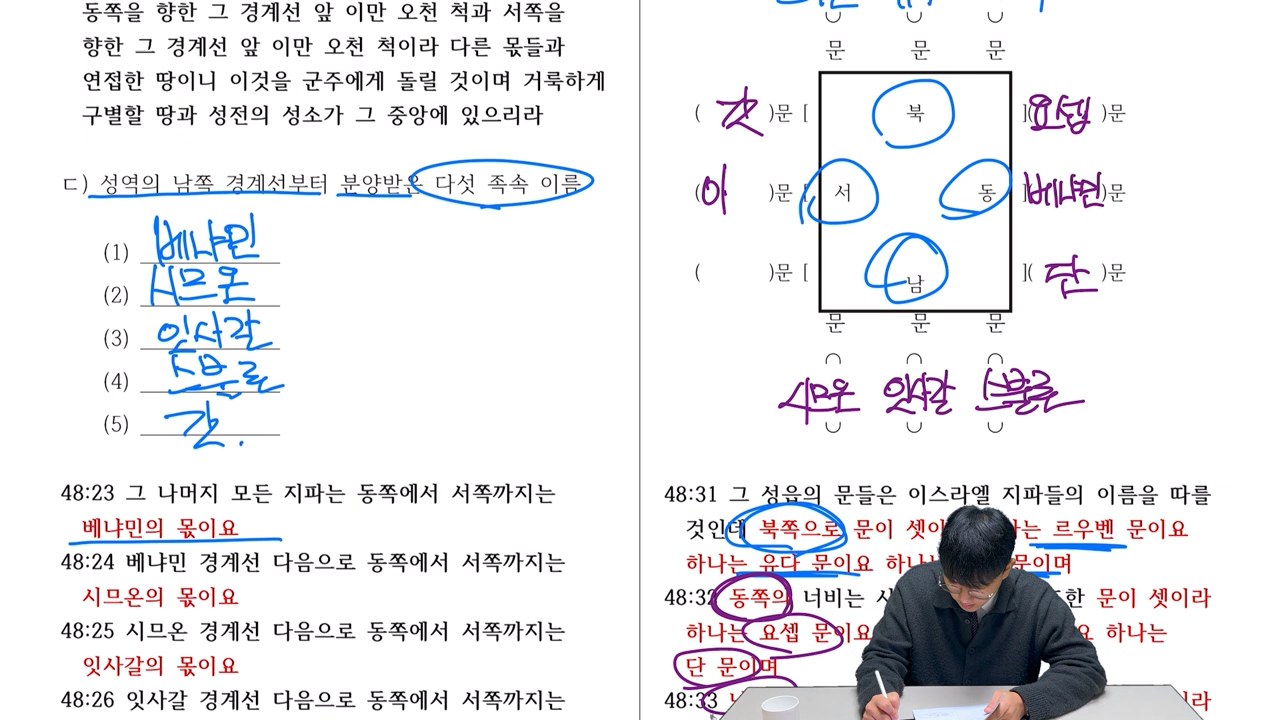 동쪽을 향한 그 경계선 앞 이만 오천 척과 서쪽을
향한 그 경계선 앞 이만 오천 척이라 다른 몫들과
연접한 땅이니 이것을 군주에게 돌릴 것이며 거룩하게
구별할 땅과 성전의 성소가 그 중앙에 있으리라
ㄷ) 성역의 남쪽 경계선부터 분양받은 다섯 족속 이름
(1) 베냐민
(2) 시므온
(3) 잇사갈
(4) 스불론
(5) 갓.
48:23 그 나머지 모든 지파는 동쪽에서 서쪽까지는
베냐민의 몫이요
48:24 베냐민 경계선 다음으로 동쪽에서 서쪽까지는
시므온의 몫이요
48:25 시므온 경계선 다음으로 동쪽에서 서쪽까지는
잇사갈의 몫이요
48:26 잇사갈 경계선 다음으로 동쪽에서 서쪽까지는
문 문 문
( 갓 )문 [ 북 ]( 요셉 )문
( 아 )문 [ 서 동 ]( 베냐민 )문
( )문 [ 남 ]( 단 )문
문 문 문
시므온 잇사갈 스불론
48:31 그 성읍의 문들은 이스라엘 지파들의 이름을 따를
것인데 북쪽으로 문이 셋이 는 르우벤 문이요
하나는 유다 문이요 하나 문이며
48:32 동쪽의 너비는 사 또한 문이 셋이라
하나는 요셉 문이요 요 하나는
단 문이며
48:33 이라